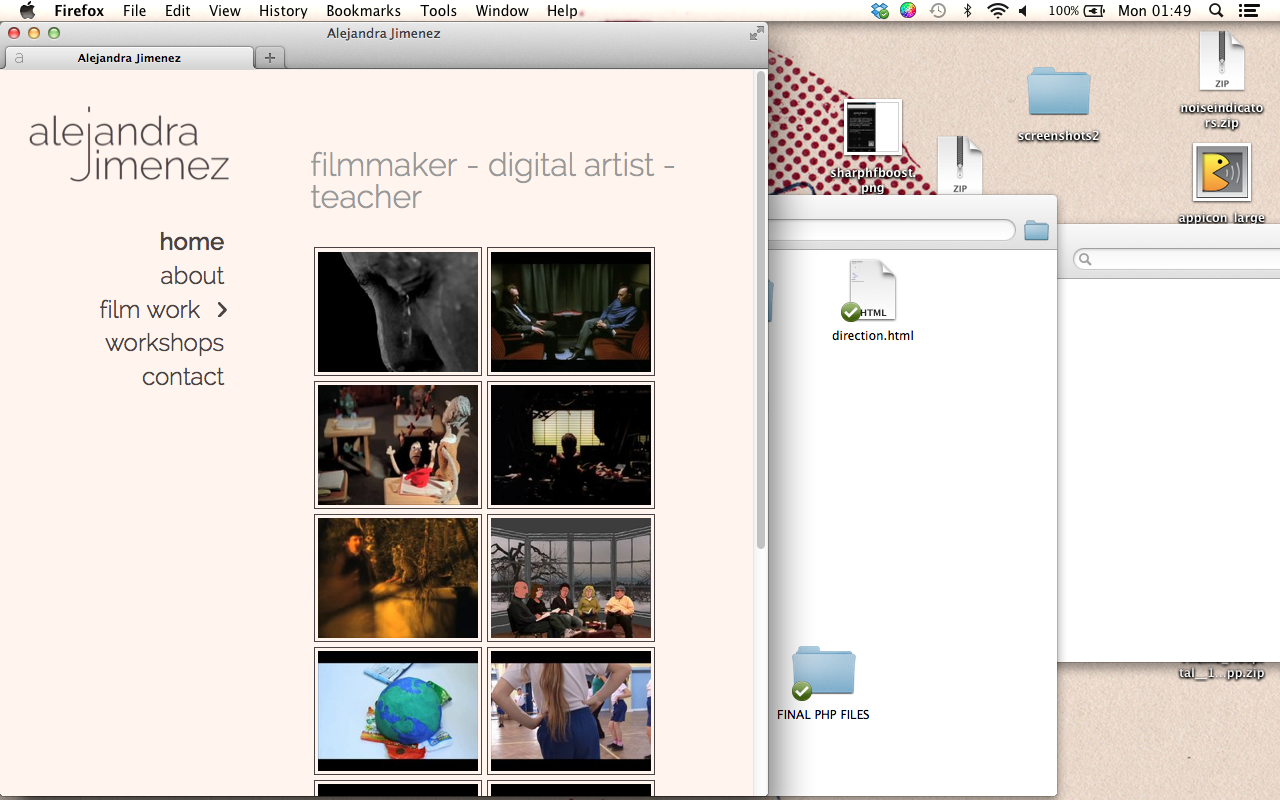 Firefox File Edit View History Bookmarks Tools Window Help
100% Mon 01:49
Alejandra Jimenez
a Alejandra Jimenez
alejandra
Jimenez
filmmaker - digital artist -
teacher
home
about
film work
workshops
contact
ZIP
noiseindicato
rs.zip
screenshots2
sharphfboost.
png
ZIP
appicon_large
HTML
direction.html
FINAL PHP FILES
tal__1...pp.zip